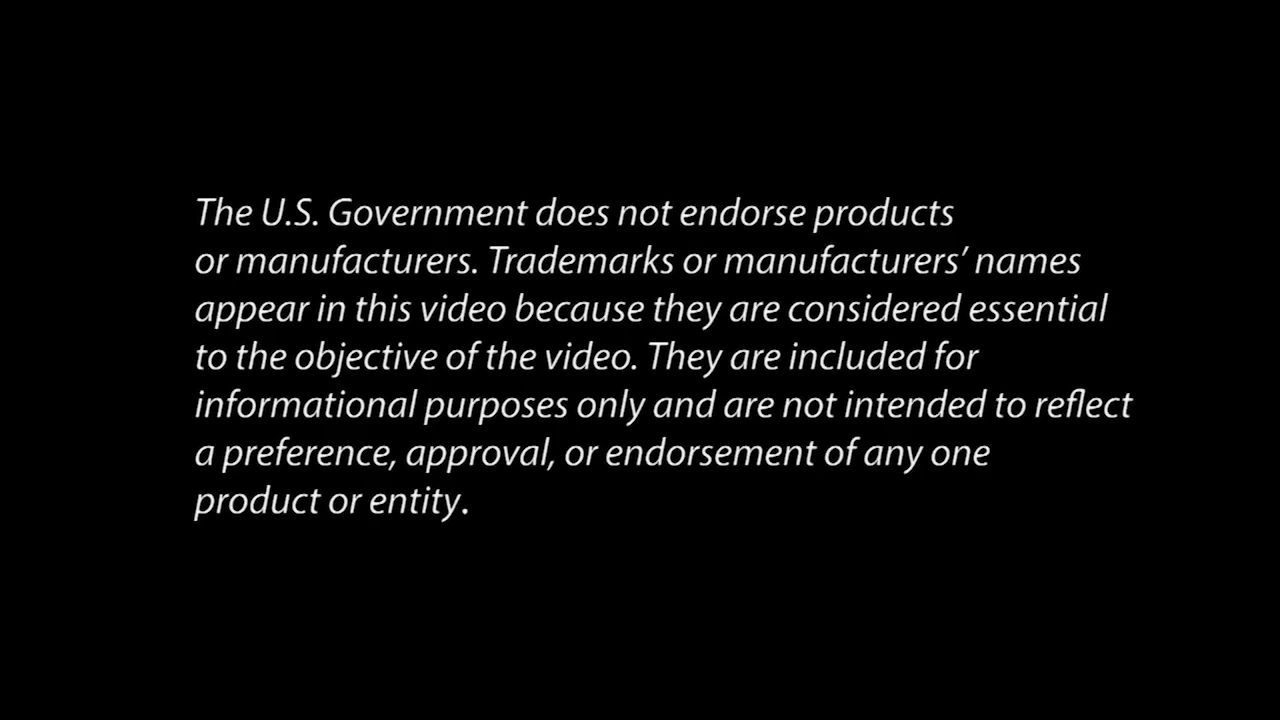 The U.S. Government does not endorse products
or manufacturers. Trademarks or manufacturers’ names
appear in this video because they are considered essential
to the objective of the video. They are included for
informational purposes only and are not intended to reflect
a preference, approval, or endorsement of any one
product or entity.